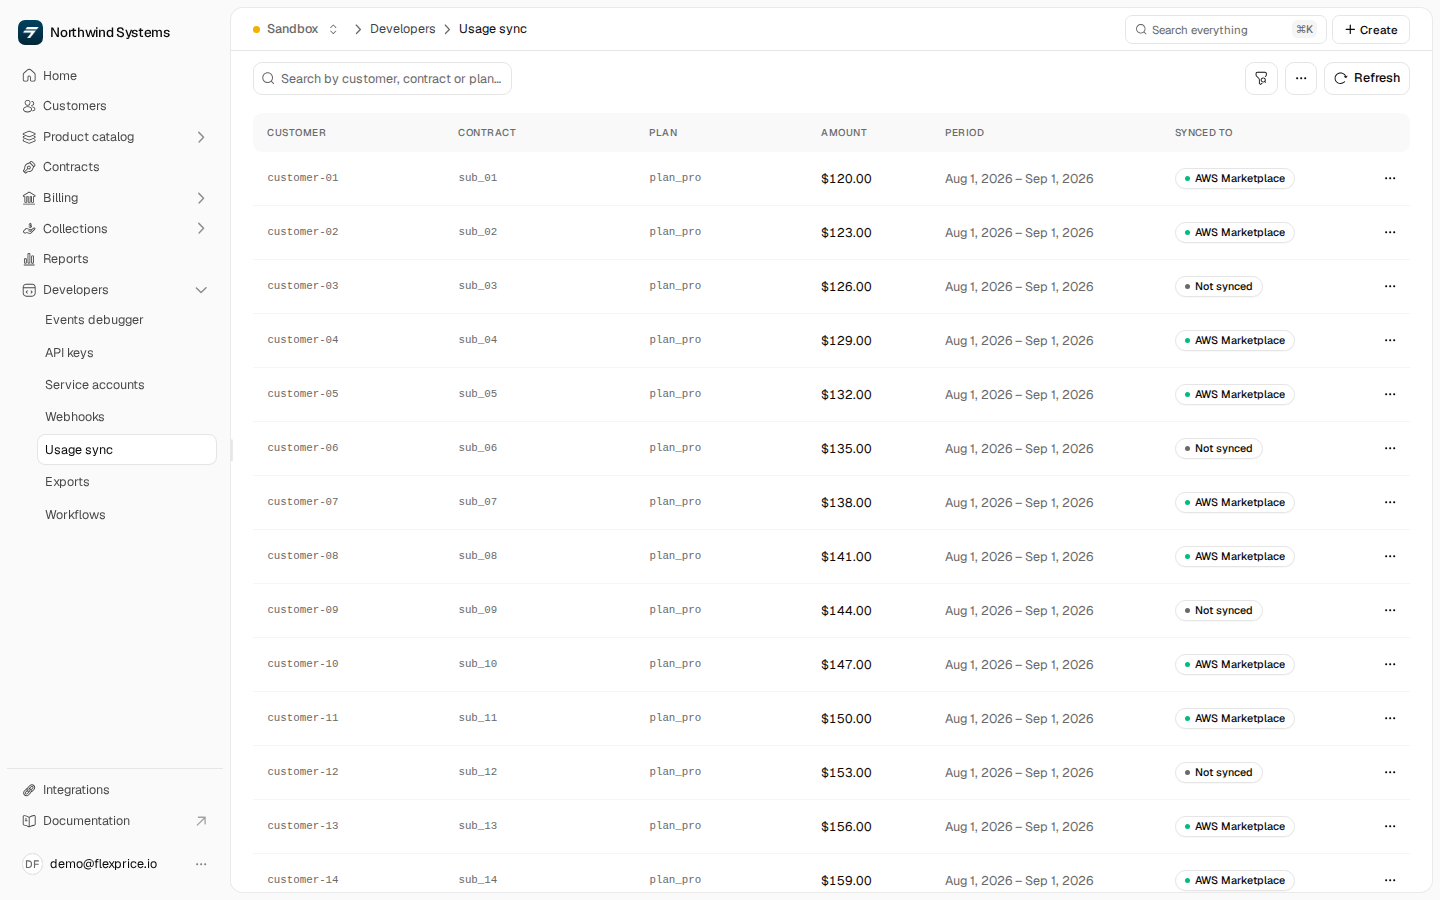 Northwind Systems
Home
Customers
Product catalog
Contracts
Billing
Collections
Reports
Developers
Events debugger
API keys
Service accounts
Webhooks
Usage sync
Exports
Workflows
Integrations
Documentation
DF demo@flexprice.io
Sandbox Developers Usage sync
Search everything ⌘K Create
Search by customer, contract or plan... Refresh
CUSTOMER CONTRACT PLAN AMOUNT PERIOD SYNCED TO
customer-01 sub_01 plan_pro $120.00 Aug 1, 2026 – Sep 1, 2026 AWS Marketplace
customer-02 sub_02 plan_pro $123.00 Aug 1, 2026 – Sep 1, 2026 AWS Marketplace
customer-03 sub_03 plan_pro $126.00 Aug 1, 2026 – Sep 1, 2026 Not synced
customer-04 sub_04 plan_pro $129.00 Aug 1, 2026 – Sep 1, 2026 AWS Marketplace
customer-05 sub_05 plan_pro $132.00 Aug 1, 2026 – Sep 1, 2026 AWS Marketplace
customer-06 sub_06 plan_pro $135.00 Aug 1, 2026 – Sep 1, 2026 Not synced
customer-07 sub_07 plan_pro $138.00 Aug 1, 2026 – Sep 1, 2026 AWS Marketplace
customer-08 sub_08 plan_pro $141.00 Aug 1, 2026 – Sep 1, 2026 AWS Marketplace
customer-09 sub_09 plan_pro $144.00 Aug 1, 2026 – Sep 1, 2026 Not synced
customer-10 sub_10 plan_pro $147.00 Aug 1, 2026 – Sep 1, 2026 AWS Marketplace
customer-11 sub_11 plan_pro $150.00 Aug 1, 2026 – Sep 1, 2026 AWS Marketplace
customer-12 sub_12 plan_pro $153.00 Aug 1, 2026 – Sep 1, 2026 Not synced
customer-13 sub_13 plan_pro $156.00 Aug 1, 2026 – Sep 1, 2026 AWS Marketplace
customer-14 sub_14 plan_pro $159.00 Aug 1, 2026 – Sep 1, 2026 AWS Marketplace